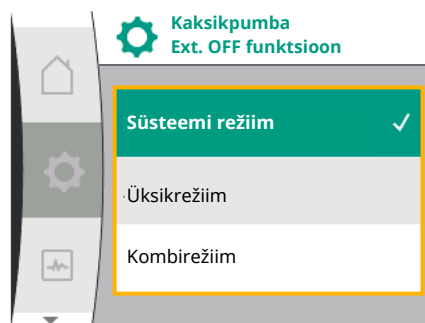 Kaksikpumba
Ext. OFF funktsioon
Süsteemi režiim
Üksikrežiim
Kombirežiim